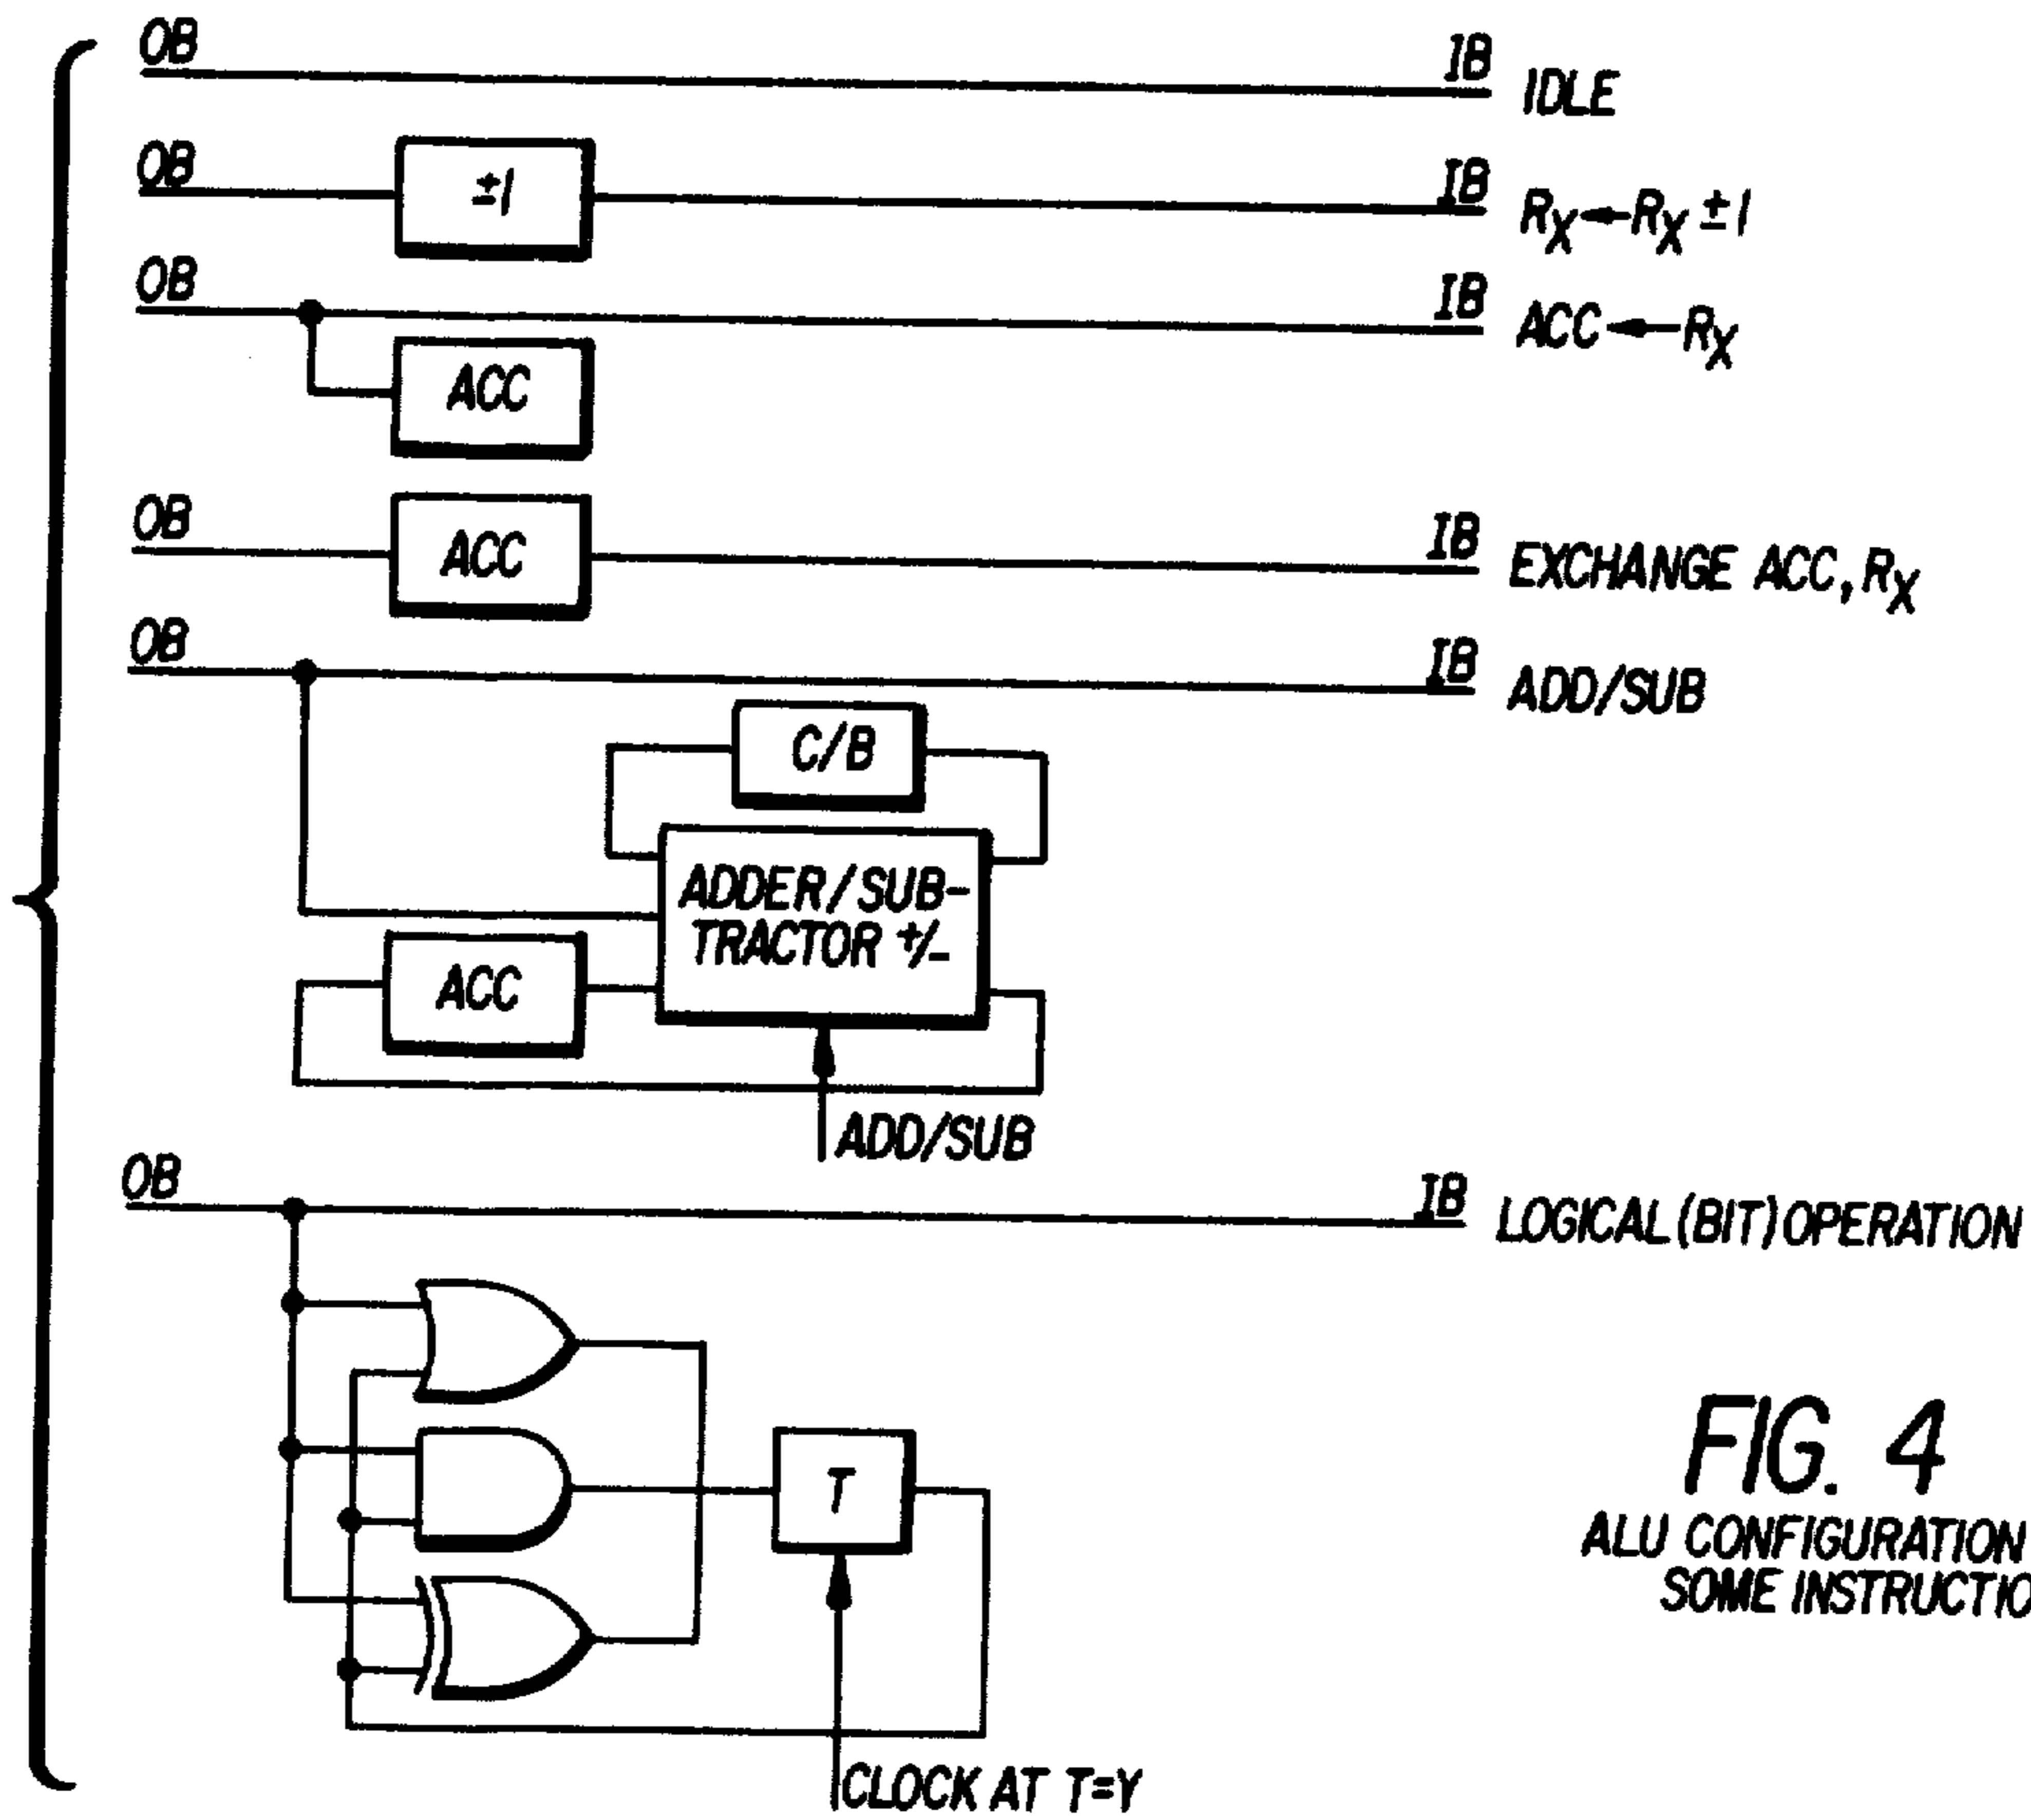 OB IB IDLE
OB ±1 IB RX←RX ±1
OB IB ACC←RX
ACC
OB ACC IB EXCHANGE ACC, RX
OB IB ADD/SUB
C/B
ADDER/SUB-
TRACTOR +/-
ACC
ADD/SUB
OB IB LOGICAL (BIT) OPERATION
T
CLOCK AT T=Y
FIG. 4
ALU CONFIGURATION
SOME INSTRUCTIO